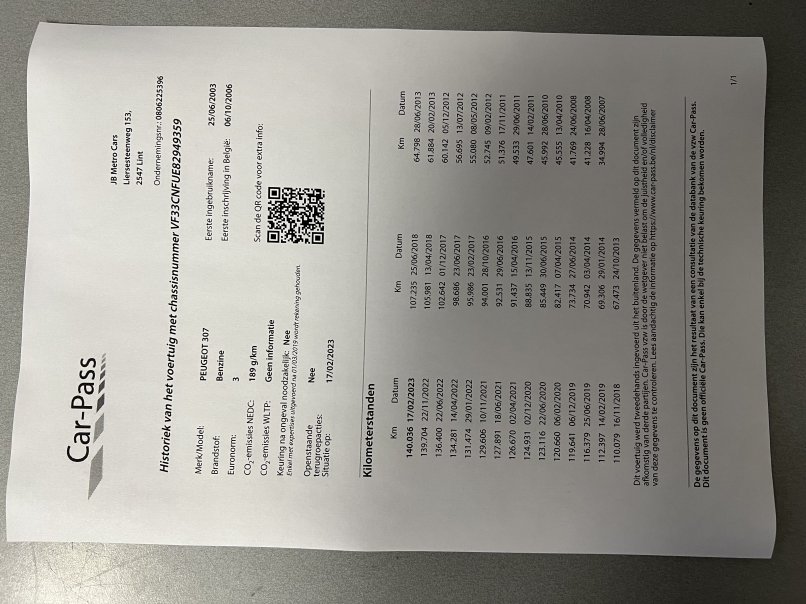 Car-Pass
JB Metro Cars
Liersesteenweg 153,
2547 Lint
Ondernemingsnr.: 0806225396
Historiek van het voertuig met chassisnummer VF33CNFUE82949359
Merk/Model: PEUGEOT 307
Brandstof: Benzine
Euronorm: 3
CO2-emissies NEDC: 189 g/km
CO2-emissies WLTP: Geen informatie
Keuring na ongeval noodzakelijk: Nee
Enkel met expertises uitgevoerd na 01/03/2019 wordt rekening gehouden.
Openstaande
terugroepacties: Nee
Situatie op: 17/02/2023
Eerste ingebruikname: 25/06/2003
Eerste inschrijving in België: 06/10/2006
Scan de QR code voor extra info:
Kilometerstanden
Km Datum
140.036 17/02/2023
139.704 22/11/2022
136.400 22/06/2022
134.281 14/04/2022
131.474 29/01/2022
129.606 10/11/2021
127.891 18/06/2021
126.670 02/04/2021
124.931 02/12/2020
123.116 22/06/2020
120.660 06/02/2020
119.641 06/12/2019
116.379 25/06/2019
112.397 14/02/2019
110.079 16/11/2018
Km Datum
107.235 25/06/2018
105.981 13/04/2018
102.642 01/12/2017
98.686 23/06/2017
95.986 23/02/2017
94.001 28/10/2016
92.531 29/06/2016
91.437 15/04/2016
88.835 13/11/2015
85.449 30/06/2015
82.417 07/04/2015
73.734 27/06/2014
70.942 03/04/2014
69.306 29/01/2014
67.473 24/10/2013
Km Datum
64.798 28/06/2013
61.884 20/02/2013
60.142 05/12/2012
56.695 13/07/2012
55.080 08/05/2012
52.745 09/02/2012
51.376 17/11/2011
49.533 29/06/2011
47.601 14/02/2011
45.992 28/06/2010
45.555 13/04/2010
41.769 24/06/2008
41.228 16/04/2008
34.994 28/06/2007
Dit voertuig werd tweedehands ingevoerd uit het buitenland. De gegevens vermeld op dit document zijn
afkomstig van derde partijen. Car-Pass vzw is door de wetgever niet belast om de juistheid en/of volledigheid
van deze gegevens te controleren. Lees aandachtig de informatie op https://www.car-pass.be/nl/disclaimer
De gegevens op dit document zijn het resultaat van een consultatie van de databank van de vzw Car-Pass.
Dit document is geen officiële Car-Pass. Die kan enkel bij de technische keuring bekomen worden.
1/1